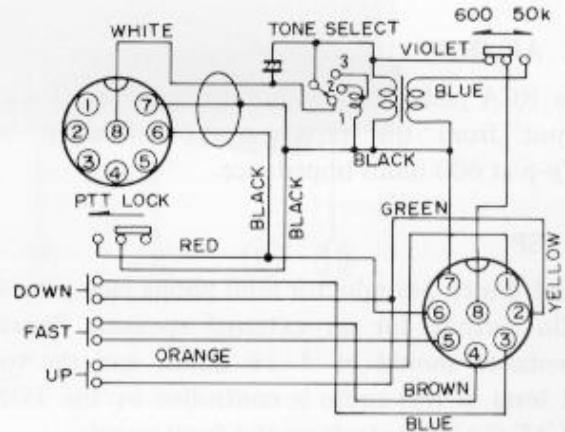 600 50k
WHITE
TONE SELECT
VIOLET
3
2
1
BLUE
1
7
2
8
6
3
4
5
BLACK
PTT LOCK
BLACK
BLACK
GREEN
RED
YELLOW
DOWN
7
1
6
8
2
FAST
5
4
3
ORANGE
UP
BROWN
BLUE